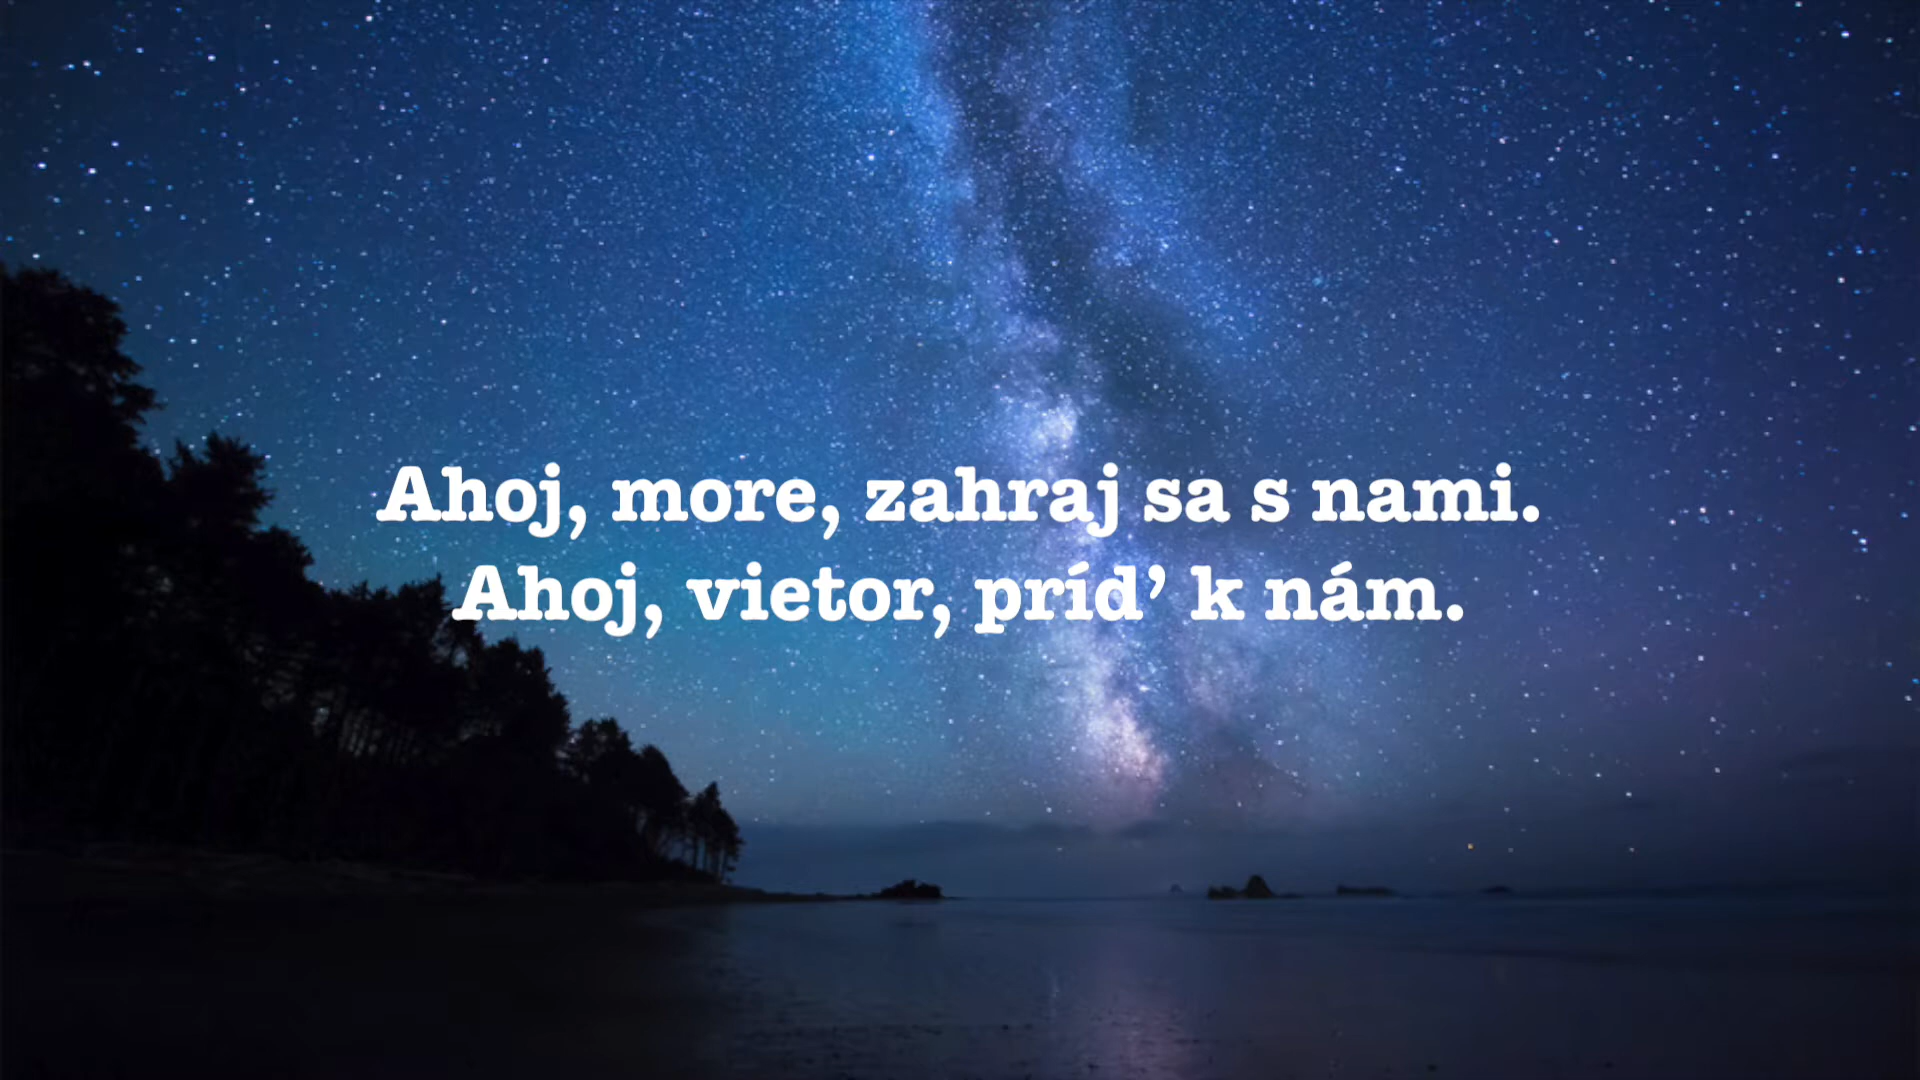 Ahoj, more, zahraj sa s nami.
Ahoj, vietor, príď k nám.